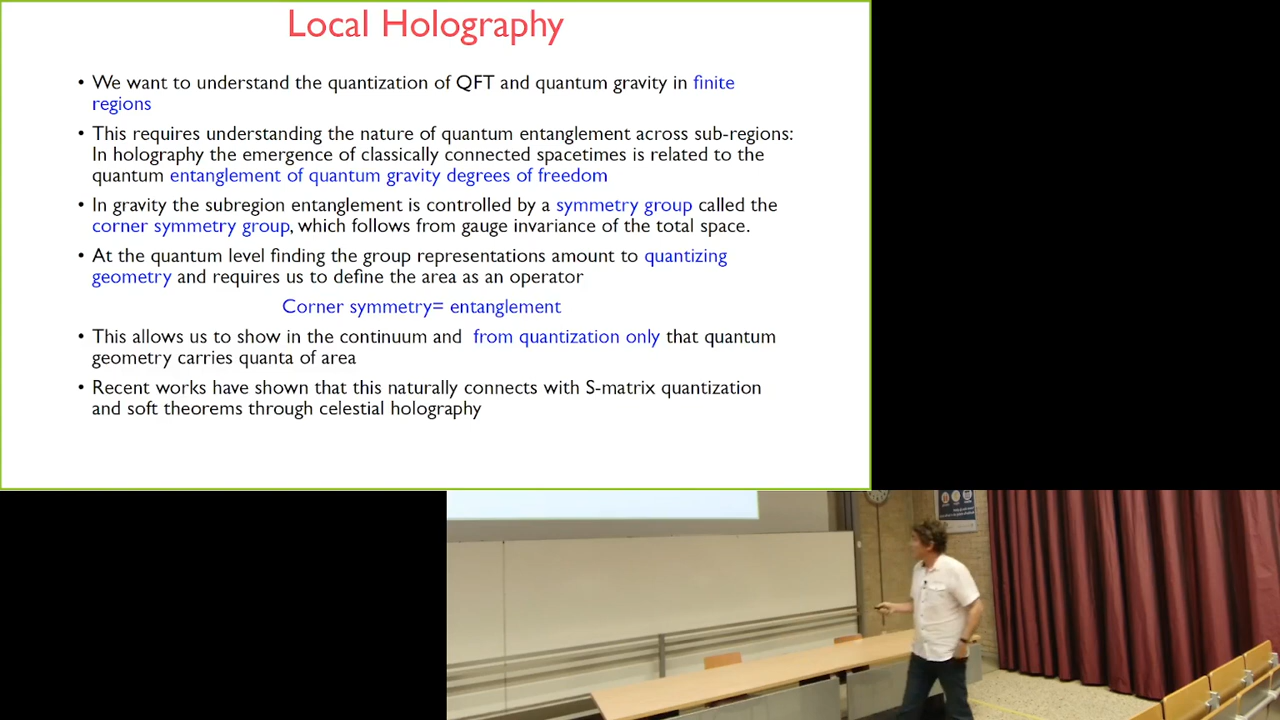 Local Holography
• We want to understand the quantization of QFT and quantum gravity in finite
regions
• This requires understanding the nature of quantum entanglement across sub-regions:
In holography the emergence of classically connected spacetimes is related to the
quantum entanglement of quantum gravity degrees of freedom
• In gravity the subregion entanglement is controlled by a symmetry group called the
corner symmetry group, which follows from gauge invariance of the total space.
• At the quantum level finding the group representations amount to quantizing
geometry and requires us to define the area as an operator
Corner symmetry= entanglement
• This allows us to show in the continuum and from quantization only that quantum
geometry carries quanta of area
• Recent works have shown that this naturally connects with S-matrix quantization
and soft theorems through celestial holography